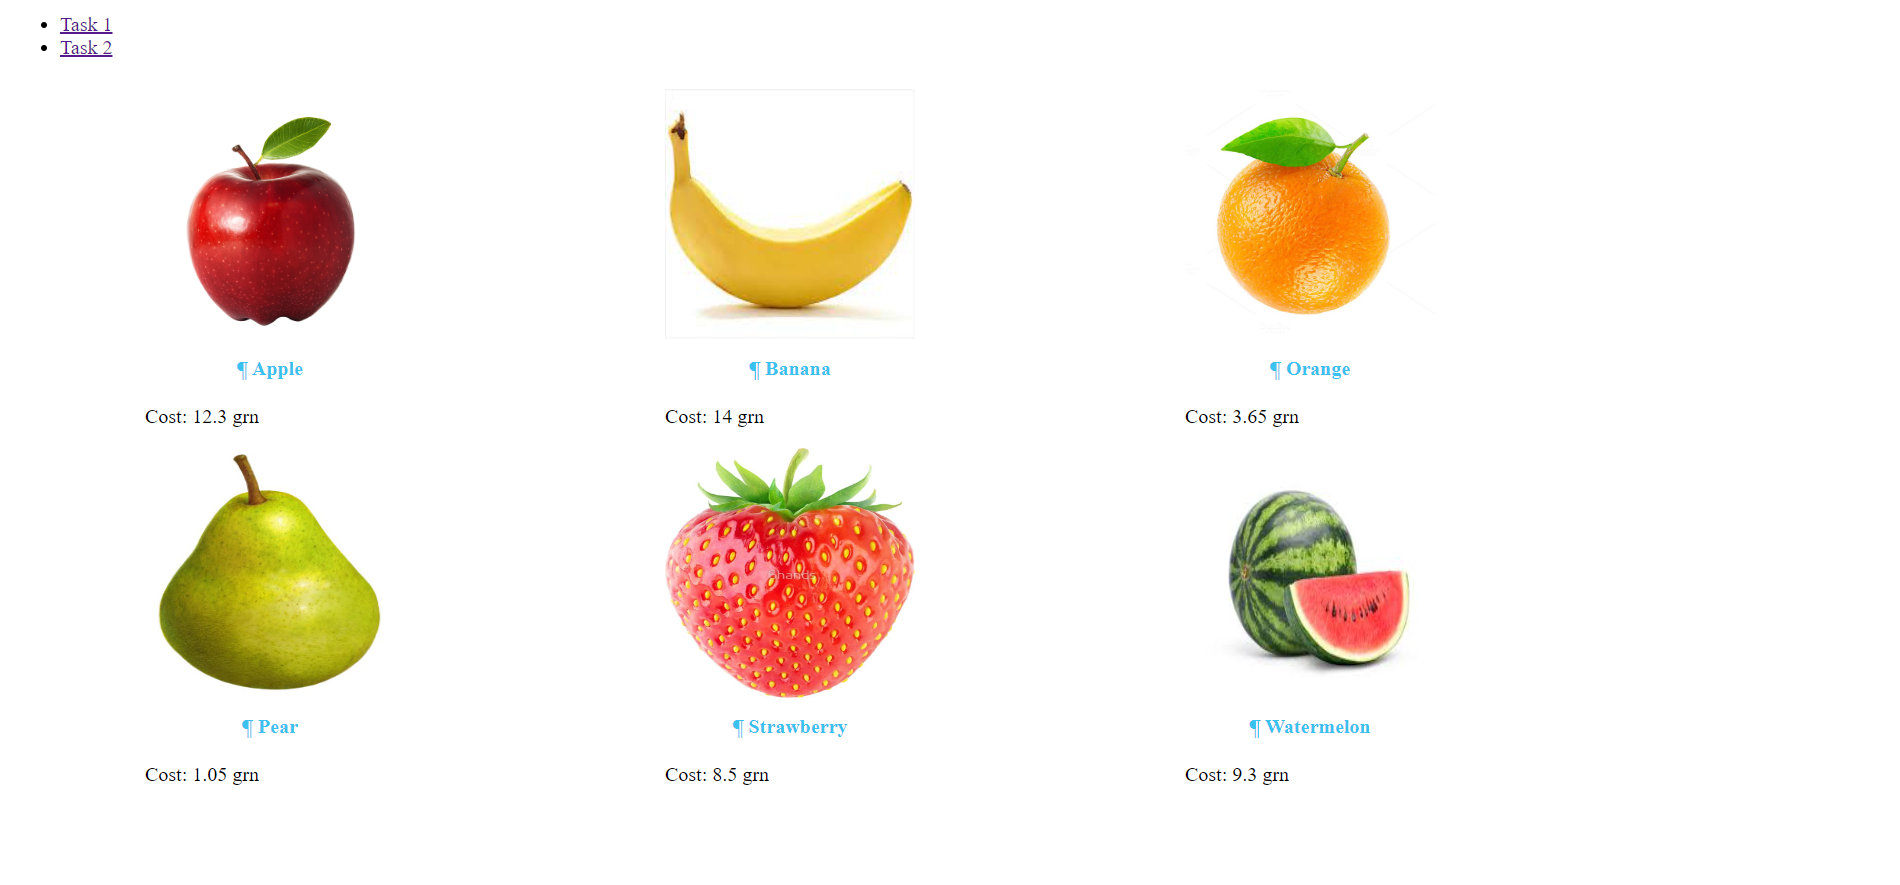 Task 1
Task 2
¶ Apple
¶ Banana
¶ Orange
Cost: 12.3 grn
Cost: 14 grn
Cost: 3.65 grn
¶ Pear
¶ Strawberry
¶ Watermelon
Cost: 1.05 grn
Cost: 8.5 grn
Cost: 9.3 grn